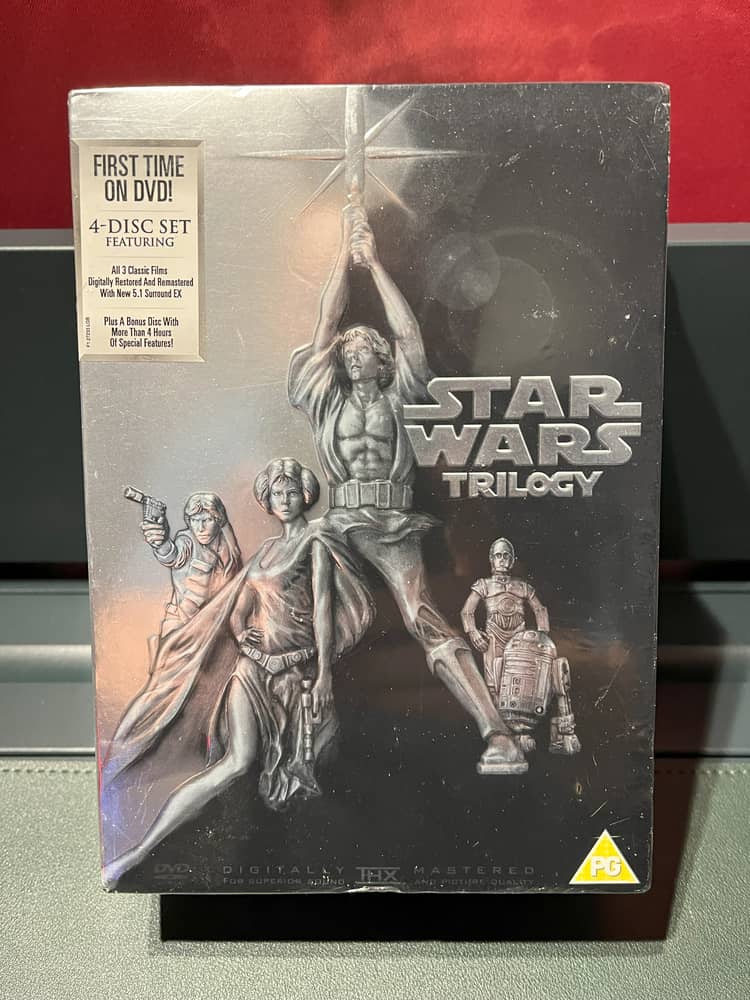 FIRST TIME
ON DVD!
4-DISC SET
FEATURING
All 3 Classic Films
Digitally Restored And Remastered
With New 5.1 Surround EX
Plus A Bonus Disc With
More Than 4 Hours
Of Special Features!
STAR
WARS
TRILOGY
DVD DIGITALLY THX MASTERED
FOR SUPERIOR SOUND AND PICTURE QUALITY
PG